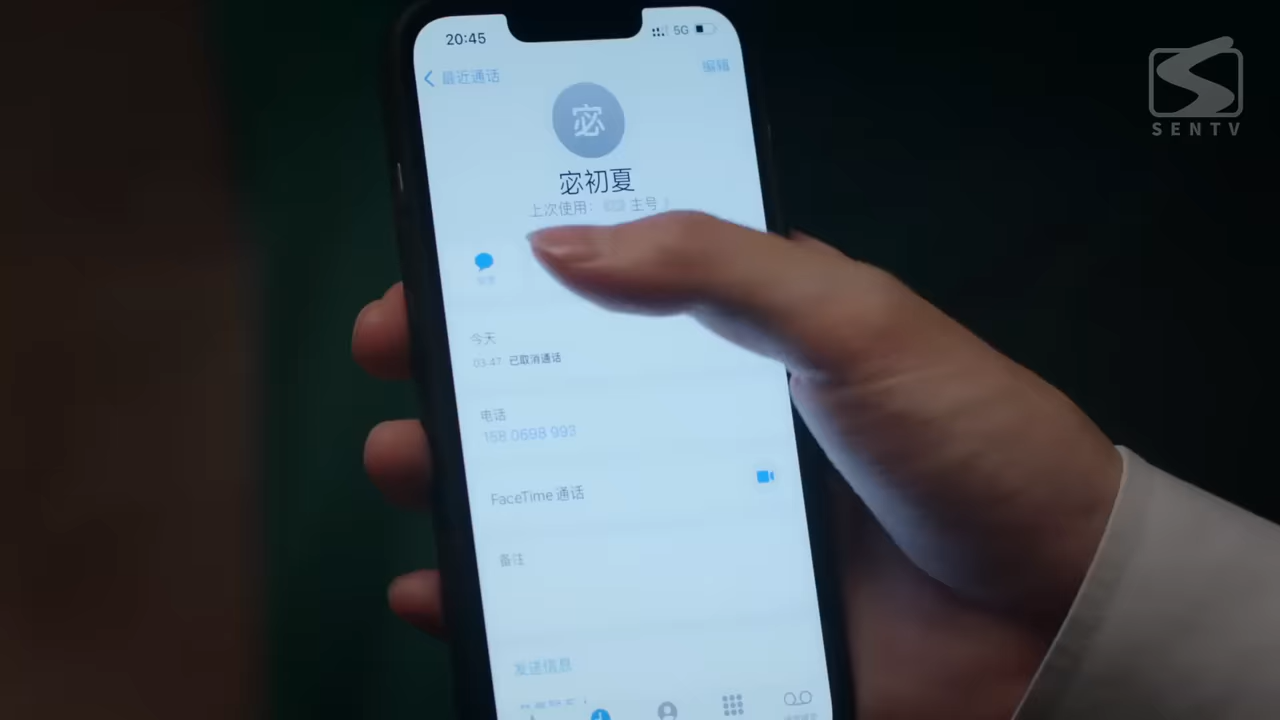 20:45
5G
最近通话
编辑
宓
宓初夏
上次使用: 主号
今天
03:47 已取消通话
电话
158 0698 993
FaceTime 通话
备注
发送信息
SENTV